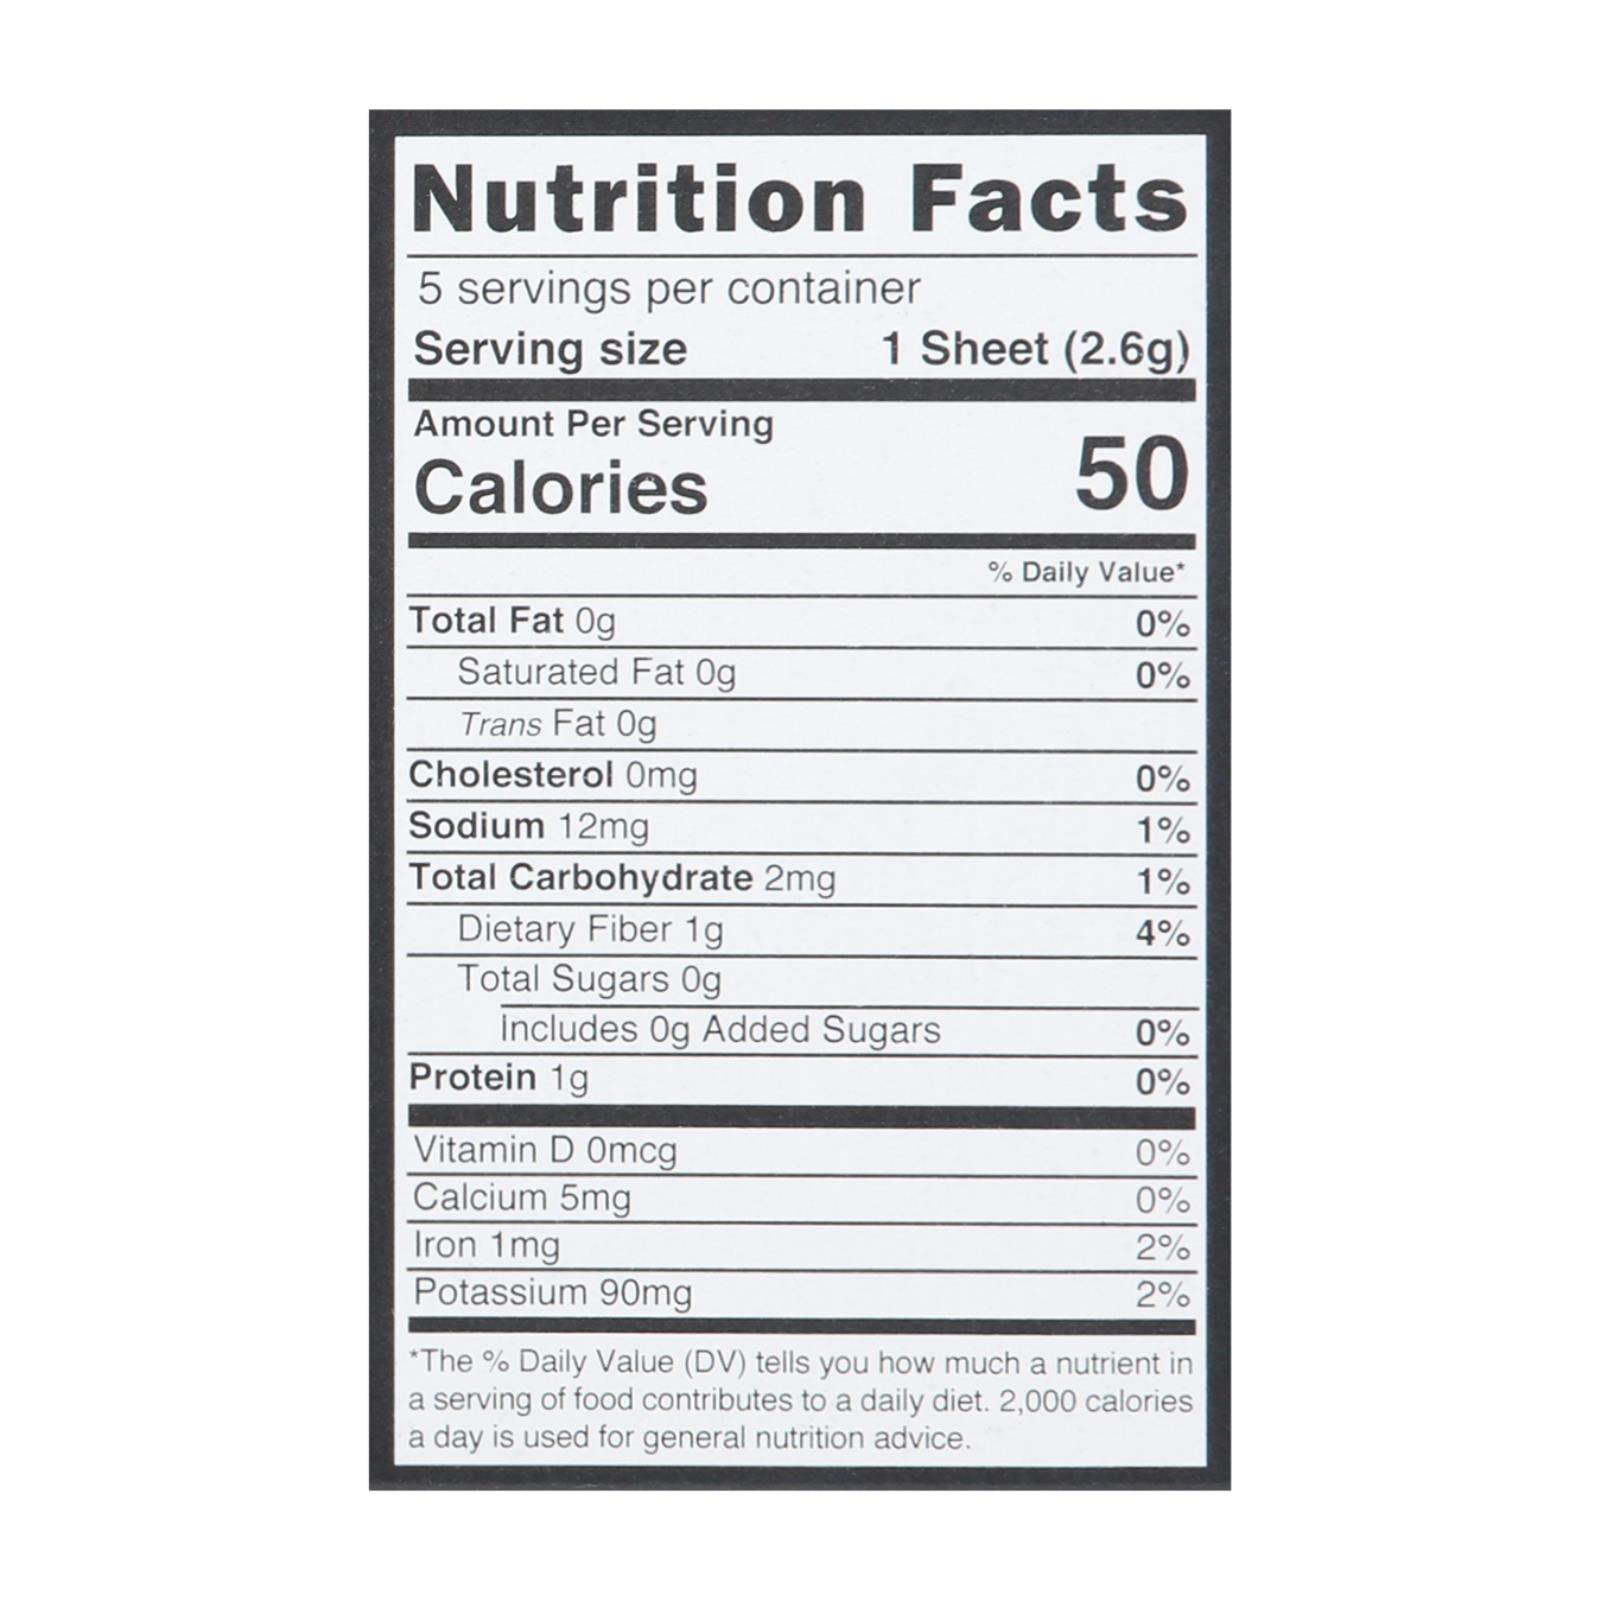 Nutrition Facts
5 servings per container
Serving size 1 Sheet (2.6g)
Amount Per Serving
Calories 50
% Daily Value*
Total Fat 0g 0%
Saturated Fat 0g 0%
Trans Fat 0g
Cholesterol 0mg 0%
Sodium 12mg 1%
Total Carbohydrate 2mg 1%
Dietary Fiber 1g 4%
Total Sugars 0g
Includes 0g Added Sugars 0%
Protein 1g 0%
Vitamin D 0mcg 0%
Calcium 5mg 0%
Iron 1mg 2%
Potassium 90mg 2%
*The % Daily Value (DV) tells you how much a nutrient in
a serving of food contributes to a daily diet. 2,000 calories
a day is used for general nutrition advice.